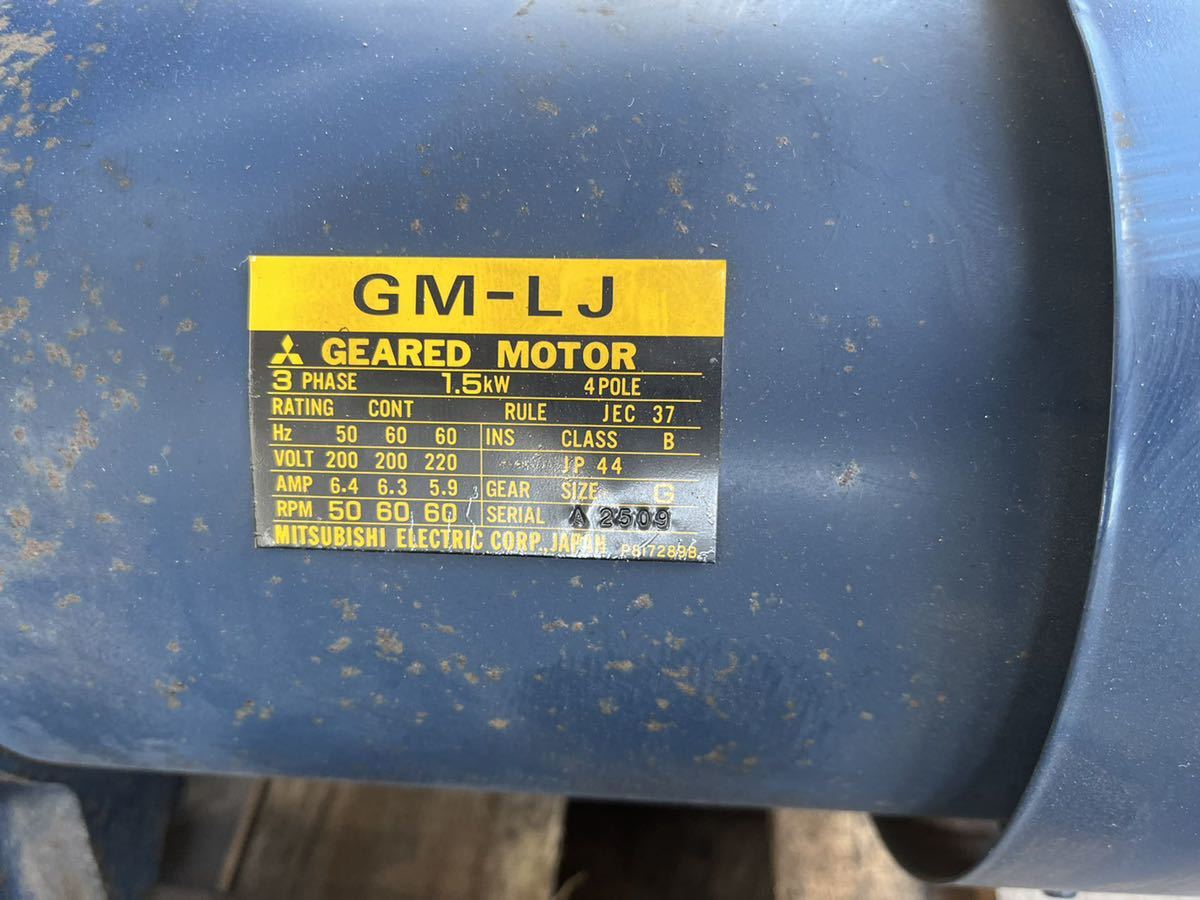 GM-LJ
GEARED MOTOR
3 PHASE 1.5kW 4POLE
RATING CONT RULE JEC 37
Hz 50 60 60 INS CLASS B
VOLT 200 200 220 JP 44
AMP 6.4 6.3 5.9 GEAR SIZE G
RPM 50 60 60 SERIAL A 2509
MITSUBISHI ELECTRIC CORP., JAPAN P817289B